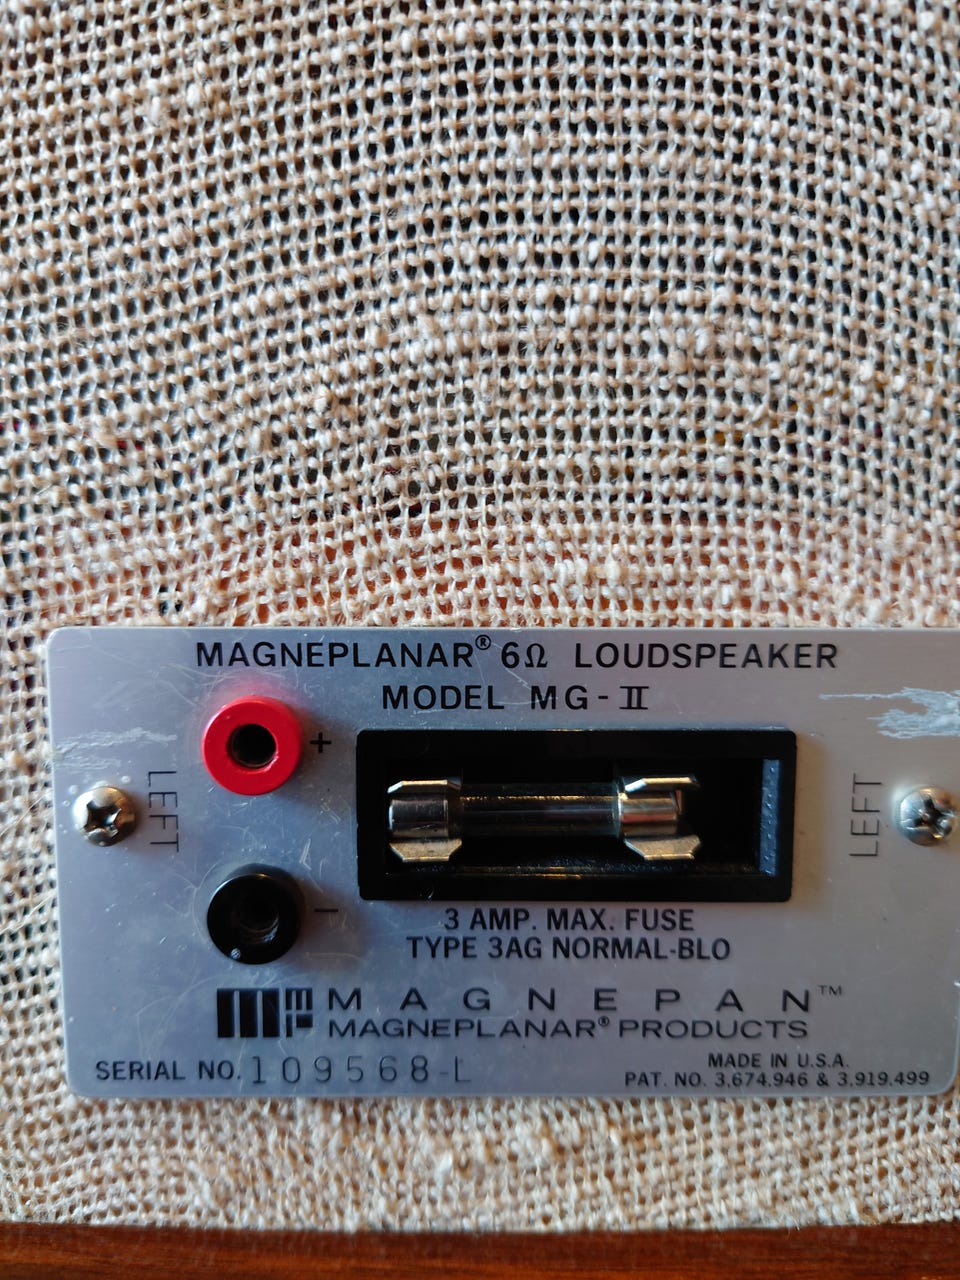 MAGNEPLANAR® 6Ω LOUDSPEAKER
MODEL MG-II
+
LEFT
LEFT
–
3 AMP. MAX. FUSE
TYPE 3AG NORMAL-BLO
MAGNEPAN™
MAGNEPLANAR® PRODUCTS
SERIAL NO. 109568-L
MADE IN U.S.A.
PAT. NO. 3,674,946 & 3,919,499